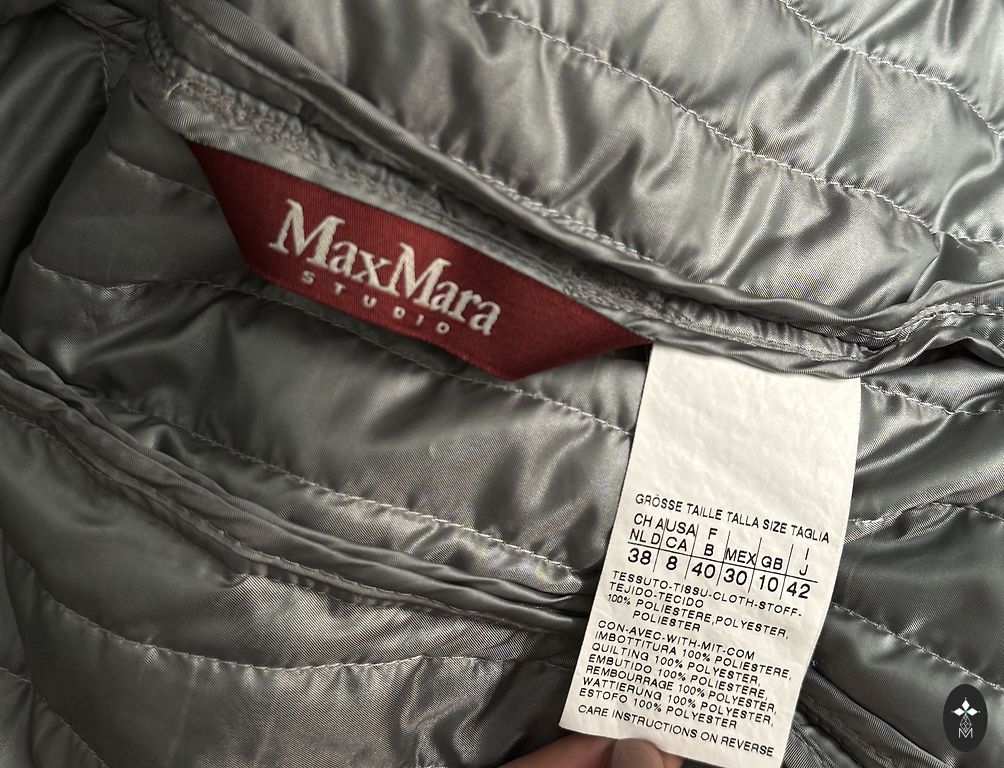 MaxMara
STUDIO
GRÖSSE TAILLE TALLA SIZE TAGLIA
CH A USA F I
NL D CA B MEX GB J
38 8 40 30 10 42
TESSUTO-TISSU-CLOTH-STOFF-
TEJIDO-TECIDO
100% POLIESTERE, POLYESTER,
POLIESTER
CON-AVEC-WITH-MIT-COM
IMBOTTITURA 100% POLIESTERE,
QUILTING 100% POLYESTER,
EMBUTIDO 100% POLIESTERE,
REMBOURRAGE 100% POLYESTER,
WATTIERUNG 100% POLYESTER,
ESTOFO 100% POLYESTER
CARE INSTRUCTIONS ON REVERSE
M